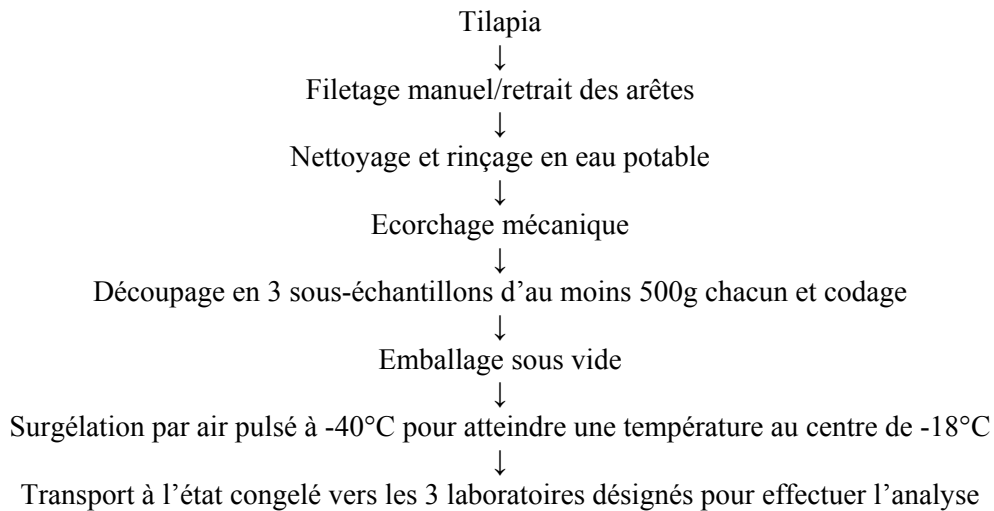 Tilapia
↓
Filetage manuel/retrait des arêtes
↓
Nettoyage et rinçage en eau potable
↓
Ecorchage mécanique
↓
Découpage en 3 sous-échantillons d’au moins 500g chacun et codage
↓
Emballage sous vide
↓
Surgélation par air pulsé à -40°C pour atteindre une température au centre de -18°C
↓
Transport à l’état congelé vers les 3 laboratoires désignés pour effectuer l’analyse